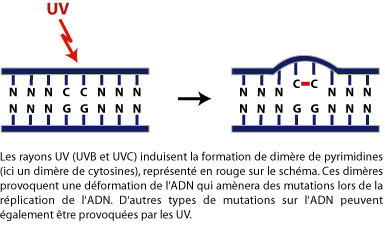 UV
N N N C C N N N
N N N G G N N N
N N N C C N N N
N N N G G N N N
Les rayons UV (UVB et UVC) induisent la formation de dimère de pyrimidines
(ici un dimère de cytosines), représenté en rouge sur le schéma. Ces dimères
provoquent une déformation de l'ADN qui amènera des mutations lors de la
réplication de l'ADN. D'autres types de mutations sur l'ADN peuvent
également être provoquées par les UV.